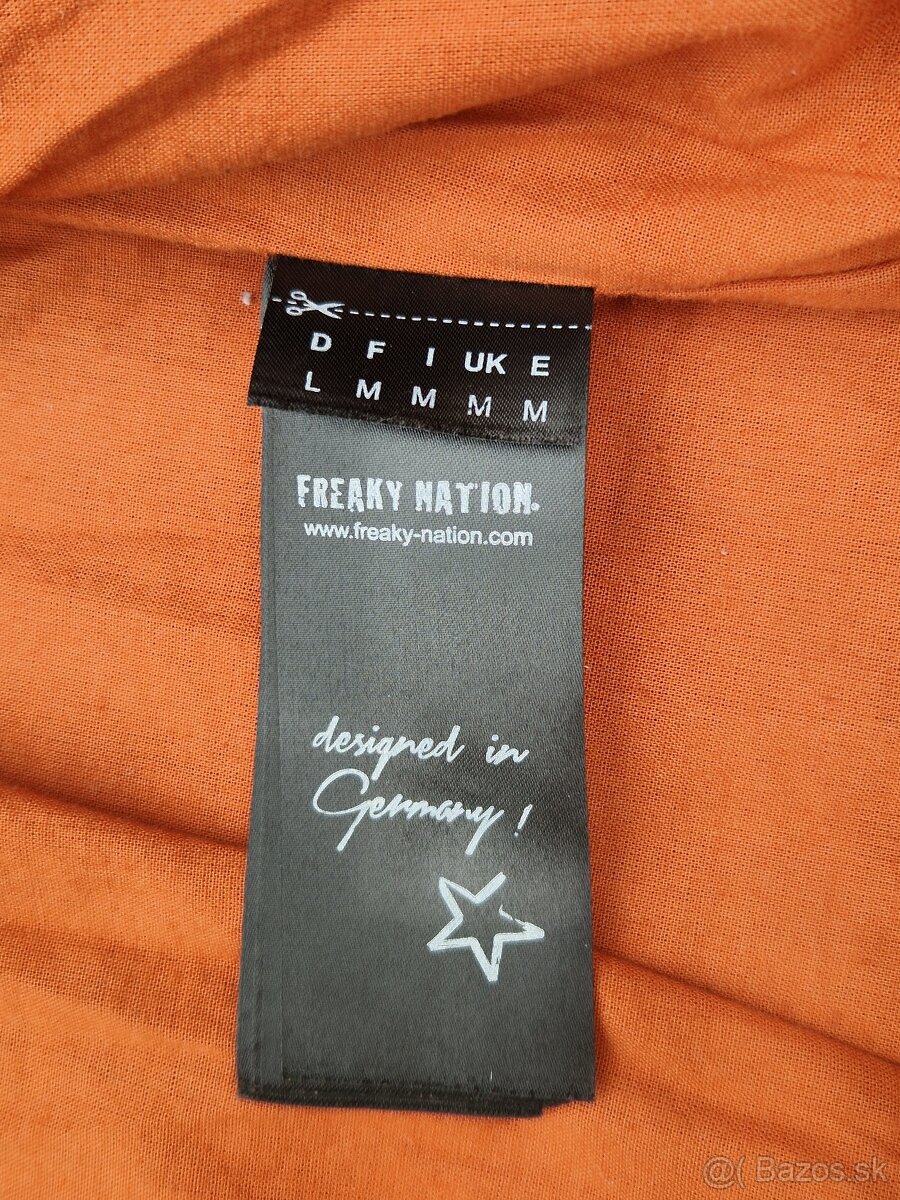 D F I UK E
L M M M M
FREAKY NATION.
www.freaky-nation.com
designed in
Germany !
@( Bazos.sk